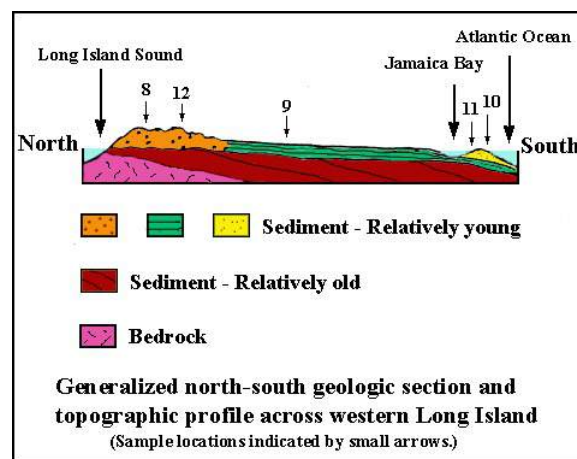 Atlantic Ocean
Long Island Sound
Jamaica Bay
8 12 9 11 10
North South
Sediment - Relatively young
Sediment - Relatively old
Bedrock
Generalized north-south geologic section and
topographic profile across western Long Island
(Sample locations indicated by small arrows.)